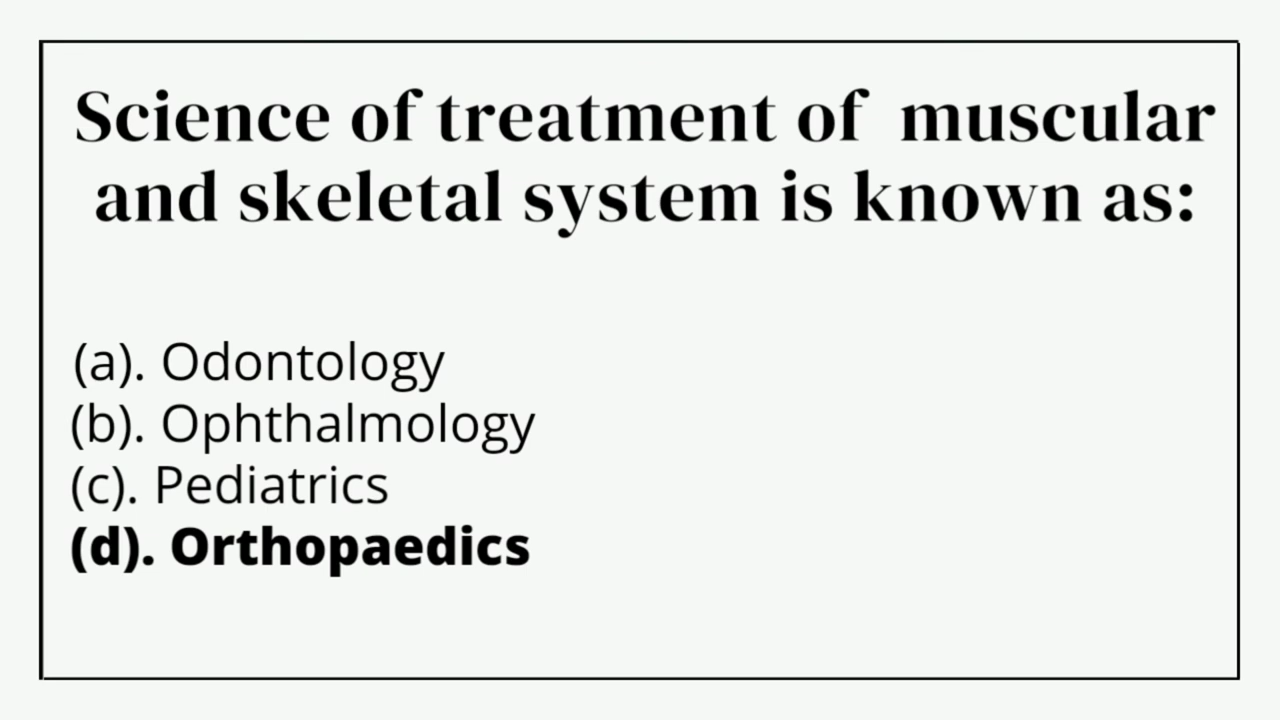 Science of treatment of muscular
and skeletal system is known as:
(a). Odontology
(b). Ophthalmology
(c). Pediatrics
(d). Orthopaedics